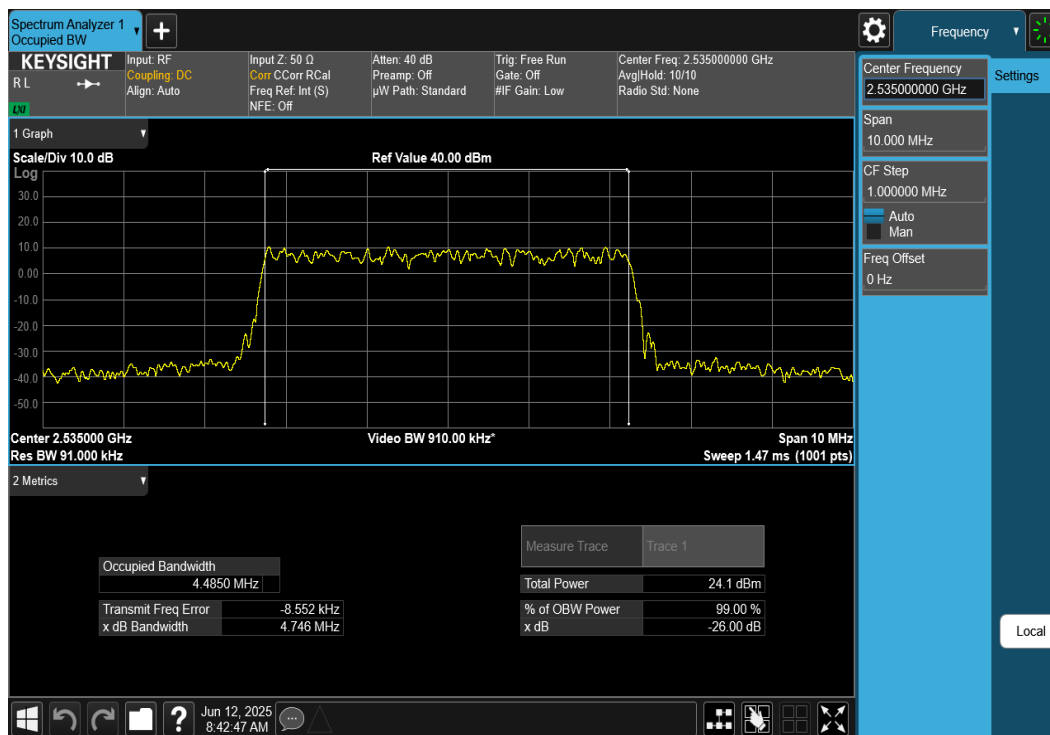 Spectrum Analyzer 1
Occupied BW
Frequency
KEYSIGHT
R L
LXI
Input: RF
Coupling: DC
Align: Auto
Input Z: 50 Ω
Corr CCorr RCal
Freq Ref: Int (S)
NFE: Off
Atten: 40 dB
Preamp: Off
µW Path: Standard
Trig: Free Run
Gate: Off
#IF Gain: Low
Center Freq: 2.535000000 GHz
Avg|Hold: 10/10
Radio Std: None
Center Frequency
2.535000000 GHz
Settings
Span
10.000 MHz
CF Step
1.000000 MHz
Auto
Man
Freq Offset
0 Hz
Local
1 Graph
Scale/Div 10.0 dB
Ref Value 40.00 dBm
Log
30.0
20.0
10.0
0.00
-10.0
-20.0
-30.0
-40.0
-50.0
Center 2.535000 GHz
Video BW 910.00 kHz*
Span 10 MHz
Res BW 91.000 kHz
Sweep 1.47 ms (1001 pts)
2 Metrics
Measure Trace
Trace 1
Occupied Bandwidth
4.4850 MHz
Total Power
24.1 dBm
Transmit Freq Error
-8.552 kHz
% of OBW Power
99.00 %
x dB Bandwidth
4.746 MHz
x dB
-26.00 dB
?
Jun 12, 2025
8:42:47 AM